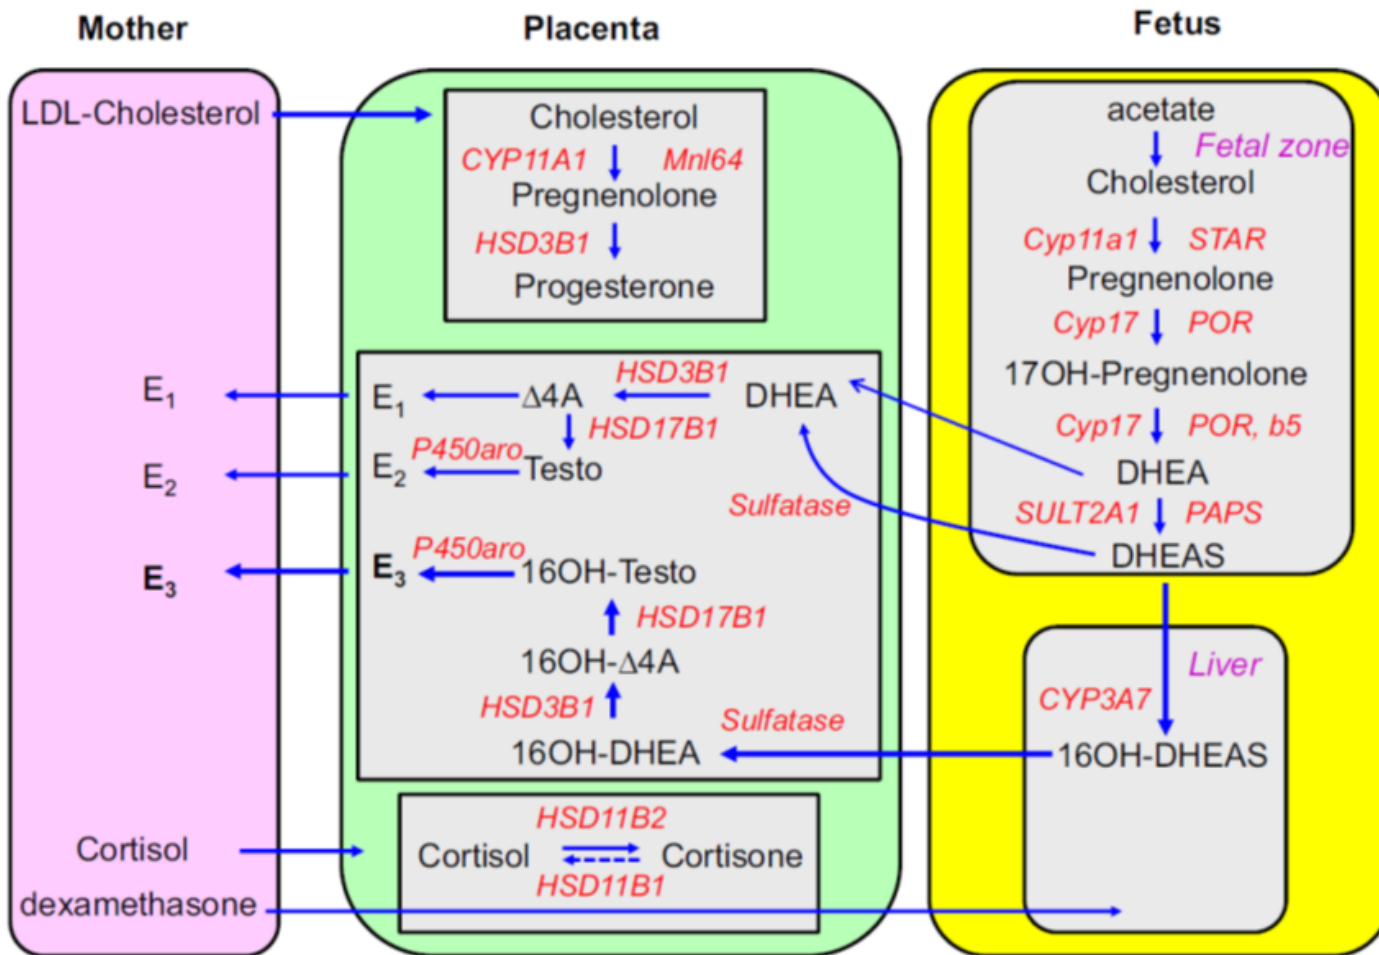 Mother
Placenta
Fetus
LDL-Cholesterol
E1
E2
E3
Cortisol
dexamethasone
Cholesterol
CYP11A1 Mnl64
Pregnenolone
HSD3B1
Progesterone
HSD3B1
E1 Δ4A DHEA
HSD17B1
P450aro
E2 Testo
Sulfatase
P450aro
E3 16OH-Testo
HSD17B1
16OH-Δ4A
HSD3B1 Sulfatase
16OH-DHEA
HSD11B2
Cortisol Cortisone
HSD11B1
acetate
Fetal zone
Cholesterol
Cyp11a1 STAR
Pregnenolone
Cyp17 POR
17OH-Pregnenolone
Cyp17 POR, b5
DHEA
SULT2A1 PAPS
DHEAS
Liver
CYP3A7
16OH-DHEAS